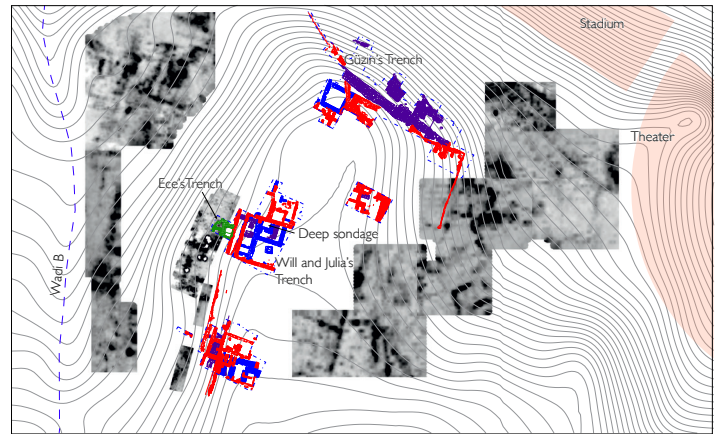 Stadium
Güzin's Trench
Theater
Ece's Trench
Deep sondage
Will and Julia's
Trench
Wadi B